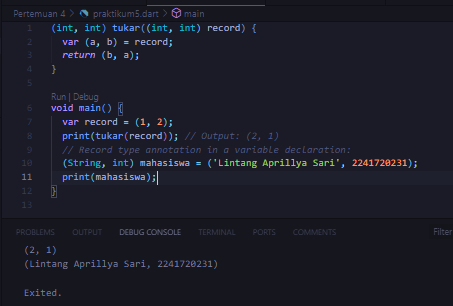 Pertemuan 4 > praktikum5.dart > main
1 (int, int) tukar((int, int) record) {
2 var (a, b) = record;
3 return (b, a);
4 }
5
Run | Debug
6 void main() {
7 var record = (1, 2);
8 print(tukar(record)); // Output: (2, 1)
9 // Record type annotation in a variable declaration:
10 (String, int) mahasiswa = ('Lintang Aprillya Sari', 2241720231);
11 print(mahasiswa);
12 }
PROBLEMS OUTPUT DEBUG CONSOLE TERMINAL PORTS COMMENTS Filter
(2, 1)
(Lintang Aprillya Sari, 2241720231)
Exited.